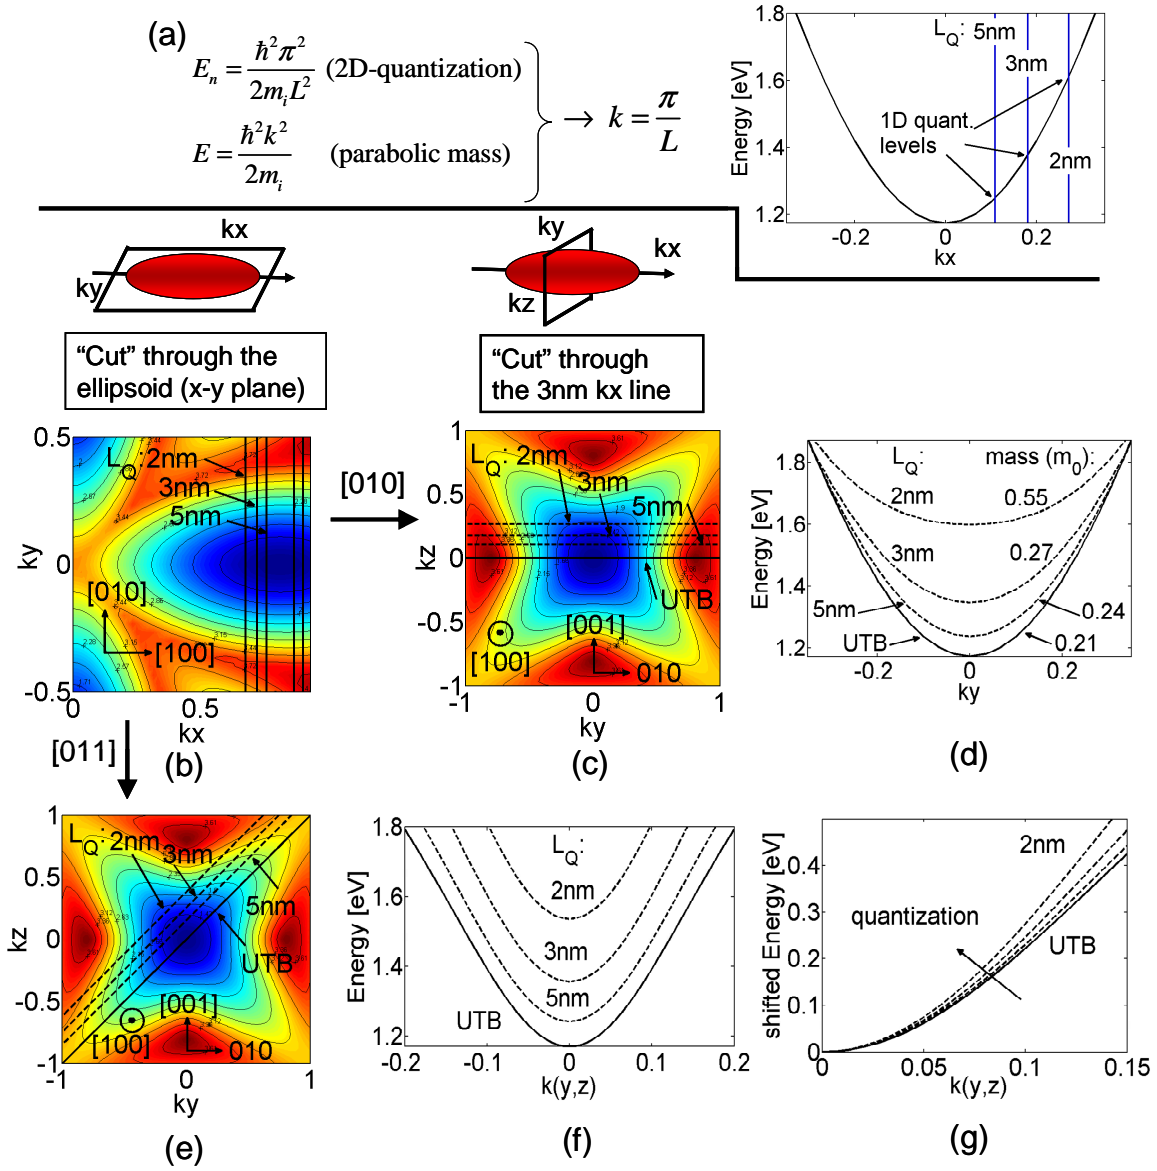 (a)
Eₙ = ħ²π² / 2mᵢL² (2D-quantization)
E = ħ²k² / 2mᵢ (parabolic mass)
→ k = π / L
1.8
1.6
1.4
1.2
Energy [eV]
L_Q: 5nm
3nm
2nm
1D quant.
levels
-0.2 0 0.2
kx
kx
ky
ky
kx
kz
"Cut" through the
ellipsoid (x-y plane)
"Cut" through
the 3nm kx line
0.5
0
-0.5
ky
L_Q: 2nm
3nm
5nm
[010]
[100]
0 0.5
kx
(b)
[010]
1
0.5
0
-0.5
-1
kz
L_Q: 2nm
3nm
5nm
UTB
[001]
[100]
010
-1 0 1
ky
(c)
1.8
1.6
1.4
1.2
Energy [eV]
L_Q: mass (m₀):
2nm 0.55
3nm 0.27
5nm 0.24
UTB 0.21
-0.2 0 0.2
ky
(d)
[011]
1
0.5
0
-0.5
-1
kz
L_Q: 2nm
3nm
5nm
UTB
[001]
[100]
010
-1 0 1
ky
(e)
1.8
1.6
1.4
1.2
Energy [eV]
L_Q:
2nm
3nm
5nm
UTB
-0.2 -0.1 0 0.1 0.2
k(y,z)
(f)
0.4
0.3
0.2
0.1
0
shifted Energy [eV]
2nm
quantization
UTB
0 0.05 0.1 0.15
k(y,z)
(g)